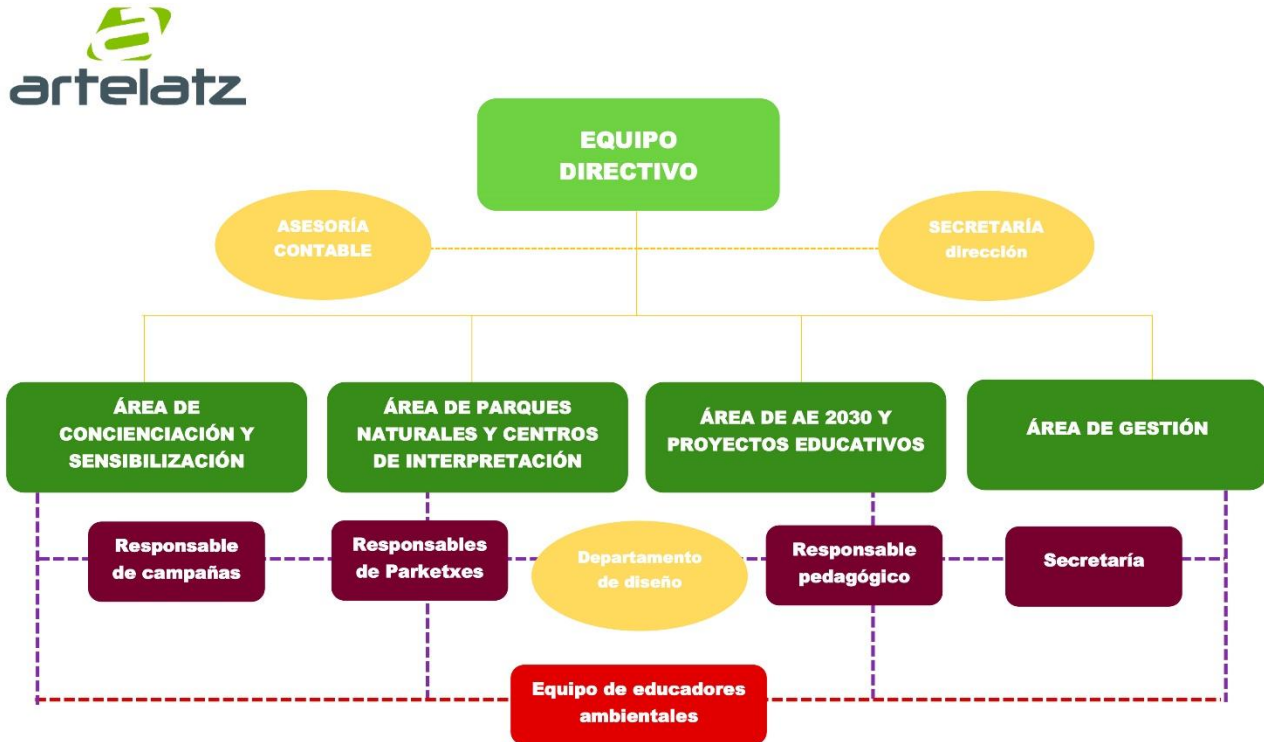 artelatz
EQUIPO
DIRECTIVO
ASESORÍA
CONTABLE
SECRETARÍA
dirección
ÁREA DE
CONCIENCIACIÓN Y
SENSIBILIZACIÓN
ÁREA DE PARQUES
NATURALES Y CENTROS
DE INTERPRETACIÓN
ÁREA DE AE 2030 Y
PROYECTOS EDUCATIVOS
ÁREA DE GESTIÓN
Responsable
de campañas
Responsables
de Parketxes
Departamento
de diseño
Responsable
pedagógico
Secretaría
Equipo de educadores
ambientales